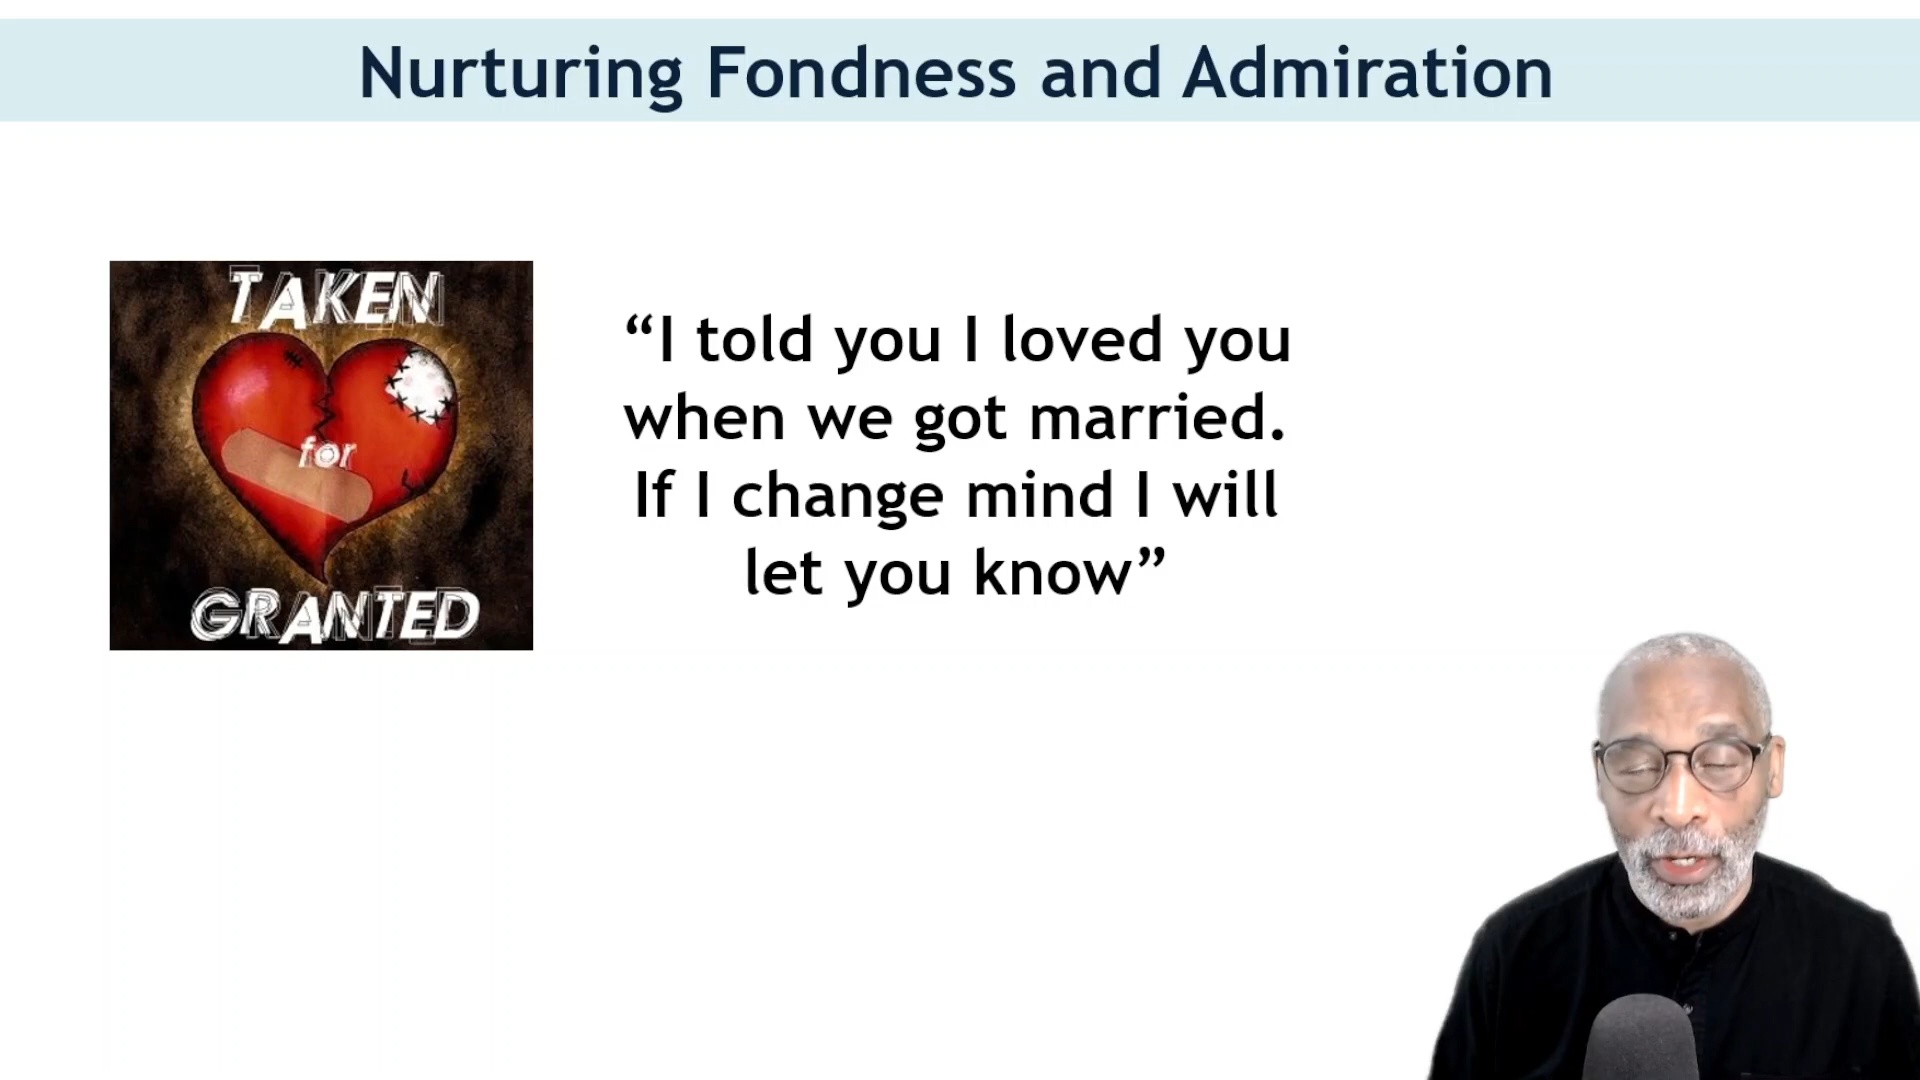 Nurturing Fondness and Admiration
TAKEN
for
GRANTED
“I told you I loved you
when we got married.
If I change mind I will
let you know”